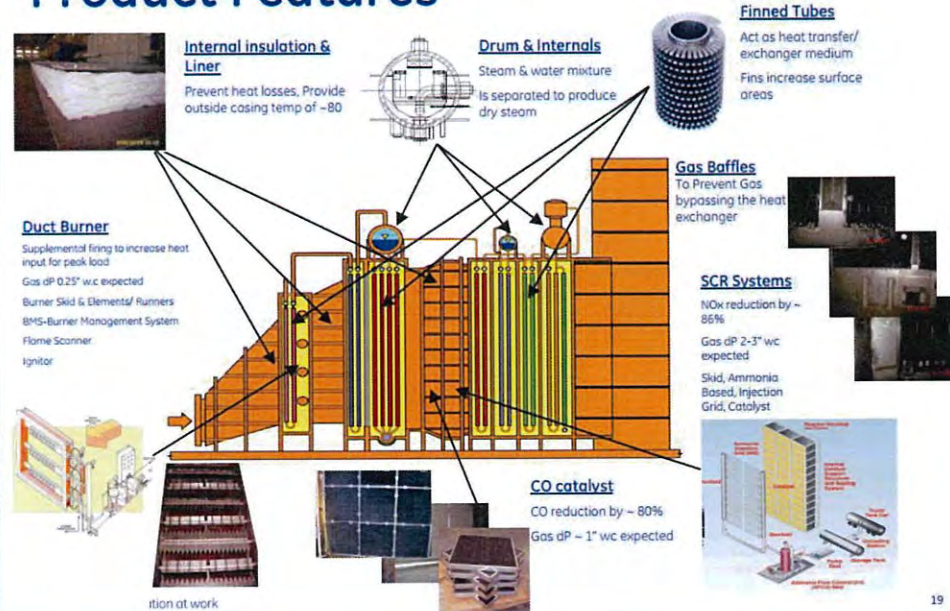 Product Features
Internal insulation &
Liner
Prevent heat losses, Provide
outside casing temp of ~80
Drum & Internals
Steam & water mixture
Is separated to produce
dry steam
Finned Tubes
Act as heat transfer/
exchanger medium
Fins increase surface
areas
Gas Baffles
To Prevent Gas
bypassing the heat
exchanger
Duct Burner
Supplemental firing to increase heat
input for peak load
Gas dP 0.25" w.c expected
Burner Skid & Elements/ Runners
BMS-Burner Management System
Flame Scanner
Ignitor
SCR Systems
NOx reduction by ~
86%
Gas dP 2-3" wc
expected
Skid, Ammonia
Based, Injection
Grid, Catalyst
CO catalyst
CO reduction by ~ 80%
Gas dP ~ 1" wc expected
Catalyst
Storage Tank
ition at work
19